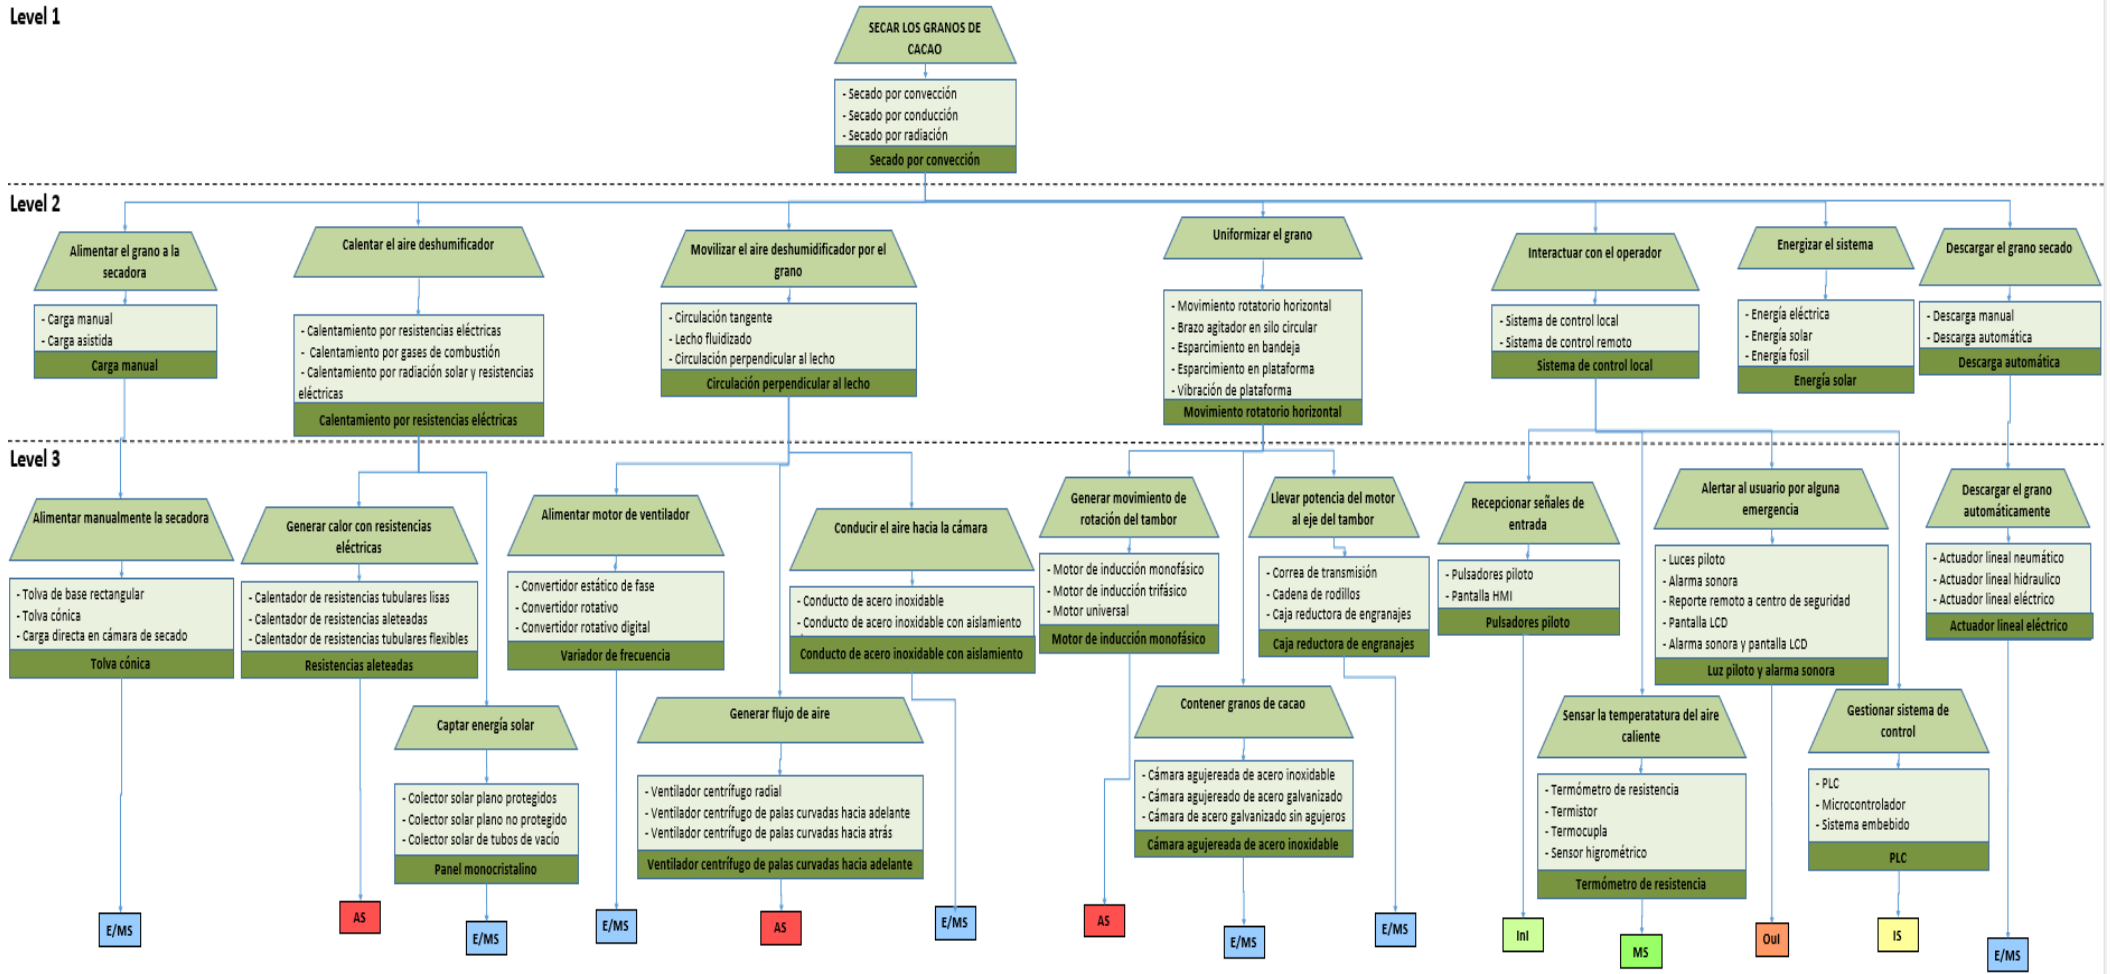 Level 1
SECAR LOS GRANOS DE
CACAO
- Secado por convección
- Secado por conducción
- Secado por radiación
Secado por convección
Level 2
Alimentar el grano a la
secadora
- Carga manual
- Carga asistida
Carga manual
Calentar el aire deshumificador
- Calentamiento por resistencias eléctricas
- Calentamiento por gases de combustión
- Calentamiento por radiación solar y resistencias
eléctricas
Calentamiento por resistencias eléctricas
Movilizar el aire deshumidificador por el
grano
- Circulación tangente
- Lecho fluidizado
- Circulación perpendicular al lecho
Circulación perpendicular al lecho
Uniformizar el grano
- Movimiento rotatorio horizontal
- Brazo agitador en silo circular
- Esparcimiento en bandeja
- Esparcimiento en plataforma
- Vibración de plataforma
Movimiento rotatorio horizontal
Interactuar con el operador
- Sistema de control local
- Sistema de control remoto
Sistema de control local
Energizar el sistema
- Energía eléctrica
- Energía solar
- Energía fosil
Energía solar
Descargar el grano secado
- Descarga manual
- Descarga automática
Descarga automática
Level 3
Alimentar manualmente la secadora
- Tolva de base rectangular
- Tolva cónica
- Carga directa en cámara de secado
Tolva cónica
E/MS
Generar calor con resistencias
eléctricas
- Calentador de resistencias tubulares lisas
- Calentador de resistencias aleteadas
- Calentador de resistencias tubulares flexibles
Resistencias aleteadas
AS
Captar energía solar
- Colector solar plano protegidos
- Colector solar plano no protegido
- Colector solar de tubos de vacío
Panel monocristalino
E/MS
Alimentar motor de ventilador
- Convertidor estático de fase
- Convertidor rotativo
- Convertidor rotativo digital
Variador de frecuencia
E/MS
Generar flujo de aire
- Ventilador centrífugo radial
- Ventilador centrífugo de palas curvadas hacia adelante
- Ventilador centrífugo de palas curvadas hacia atrás
Ventilador centrífugo de palas curvadas hacia adelante
AS
Conducir el aire hacia la cámara
- Conducto de acero inoxidable
- Conducto de acero inoxidable con aislamiento
Conducto de acero inoxidable con aislamiento
E/MS
Generar movimiento de
rotación del tambor
- Motor de inducción monofásico
- Motor de inducción trifásico
- Motor universal
Motor de inducción monofásico
AS
Contener granos de cacao
- Cámara agujereada de acero inoxidable
- Cámara agujereado de acero galvanizado
- Cámara de acero galvanizado sin agujeros
Cámara agujereada de acero inoxidable
E/MS
Llevar potencia del motor
al eje del tambor
- Correa de transmisión
- Cadena de rodillos
- Caja reductora de engranajes
Caja reductora de engranajes
E/MS
Recepcionar señales de
entrada
- Pulsadores piloto
- Pantalla HMI
Pulsadores piloto
InI
Sensar la temperatatura del aire
caliente
- Termómetro de resistencia
- Termistor
- Termocupla
- Sensor higrométrico
Termómetro de resistencia
MS
Alertar al usuario por alguna
emergencia
- Luces piloto
- Alarma sonora
- Reporte remoto a centro de seguridad
- Pantalla LCD
- Alarma sonora y pantalla LCD
Luz piloto y alarma sonora
OuI
Gestionar sistema de
control
- PLC
- Microcontrolador
- Sistema embebido
PLC
IS
Descargar el grano
automáticamente
- Actuador lineal neumático
- Actuador lineal hidraulico
- Actuador lineal eléctrico
Actuador lineal eléctrico
E/MS